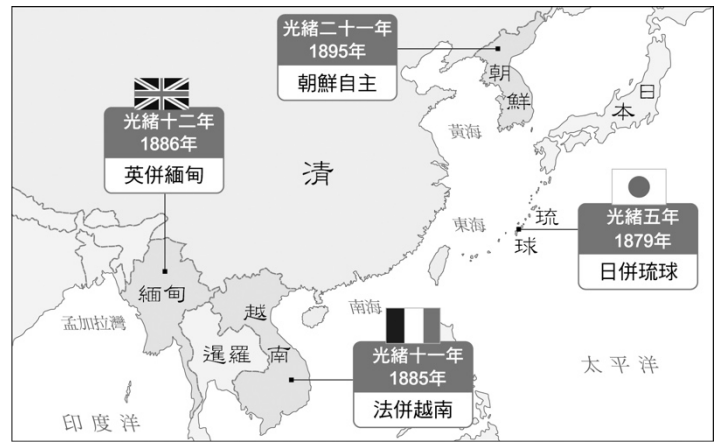 光緒二十一年
1895年
朝鮮自主
朝
鮮
日
本
黃海
光緒十二年
1886年
英併緬甸
清
琉
球
東海
光緒五年
1879年
日併琉球
緬甸
越
南
暹羅
南海
孟加拉灣
光緒十一年
1885年
法併越南
太平洋
印度洋